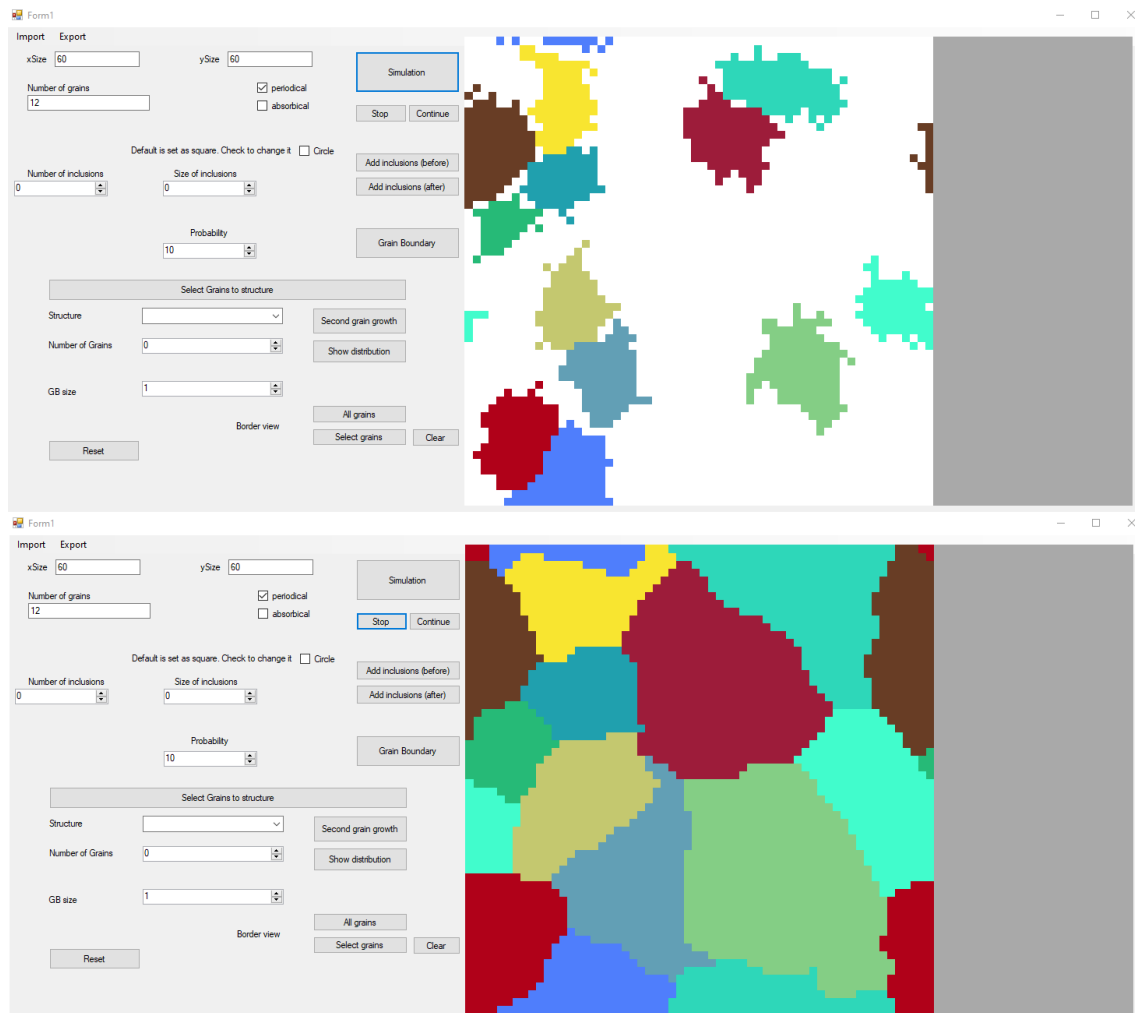 Form1
Import Export
xSize 60 ySize 60
Simulation
Number of grains
12
periodical
absorbical
Stop Continue
Default is set as square. Check to change it Circle
Add inclusions (before)
Number of inclusions Size of inclusions
0 0
Add inclusions (after)
Probability
10
Grain Boundary
Select Grains to structure
Structure
Second grain growth
Number of Grains 0
Show distribution
GB size 1
All grains
Border view
Select grains Clear
Reset
Form1
Import Export
xSize 60 ySize 60
Simulation
Number of grains
12
periodical
absorbical
Stop Continue
Default is set as square. Check to change it Circle
Add inclusions (before)
Number of inclusions Size of inclusions
0 0
Add inclusions (after)
Probability
10
Grain Boundary
Select Grains to structure
Structure
Second grain growth
Number of Grains 0
Show distribution
GB size 1
All grains
Border view
Select grains Clear
Reset